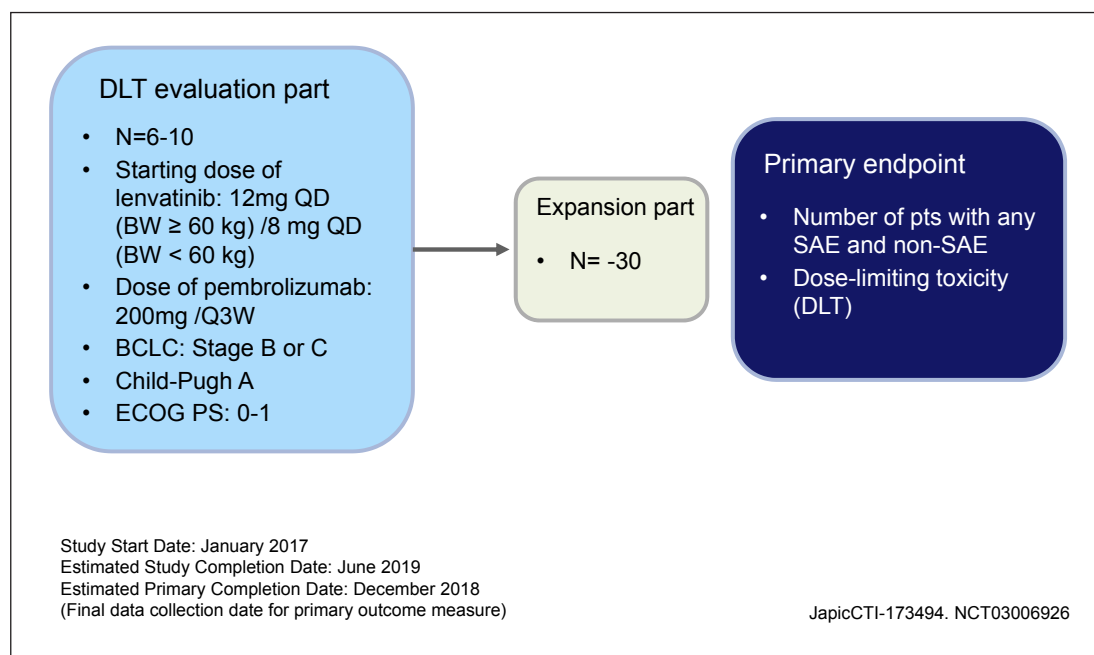 DLT evaluation part
• N=6-10
• Starting dose of
lenvatinib: 12mg QD
(BW ≥ 60 kg) /8 mg QD
(BW < 60 kg)
• Dose of pembrolizumab:
200mg /Q3W
• BCLC: Stage B or C
• Child-Pugh A
• ECOG PS: 0-1
Expansion part
• N= -30
Primary endpoint
• Number of pts with any
SAE and non-SAE
• Dose-limiting toxicity
(DLT)
Study Start Date: January 2017
Estimated Study Completion Date: June 2019
Estimated Primary Completion Date: December 2018
(Final data collection date for primary outcome measure)
JapicCTI-173494. NCT03006926